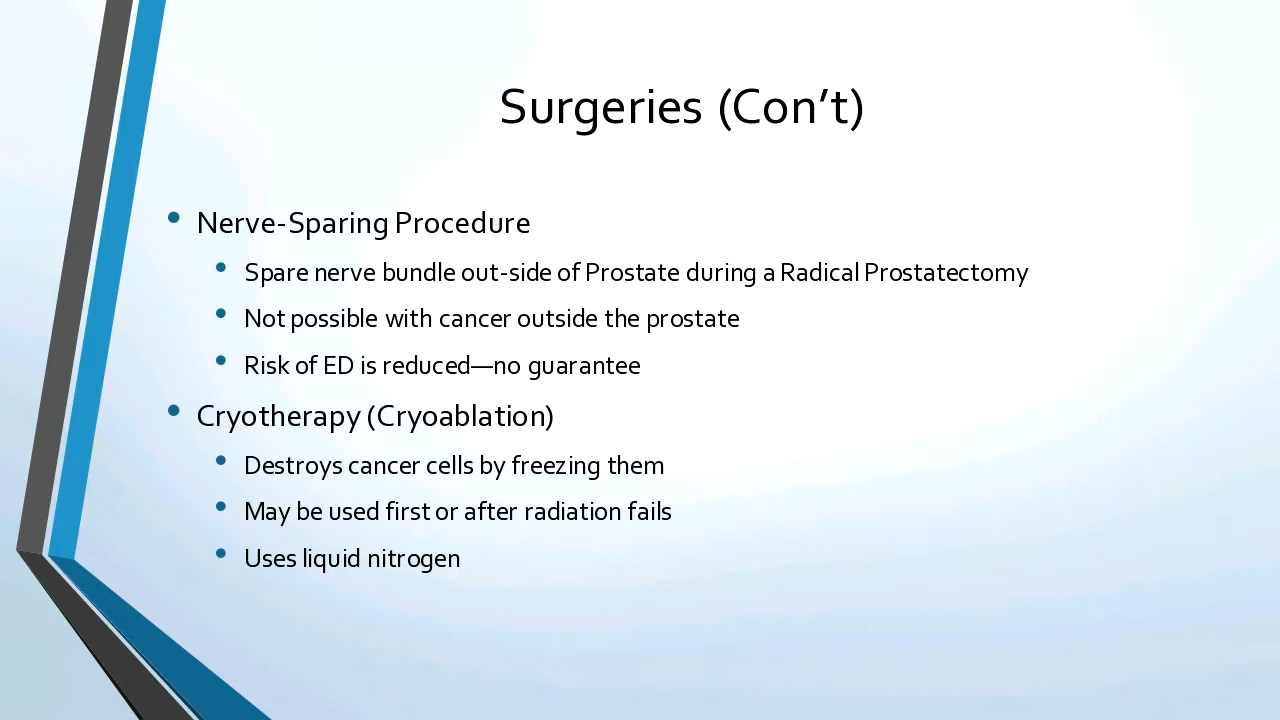 Surgeries (Con’t)
• Nerve-Sparing Procedure
• Spare nerve bundle out-side of Prostate during a Radical Prostatectomy
• Not possible with cancer outside the prostate
• Risk of ED is reduced—no guarantee
• Cryotherapy (Cryoablation)
• Destroys cancer cells by freezing them
• May be used first or after radiation fails
• Uses liquid nitrogen